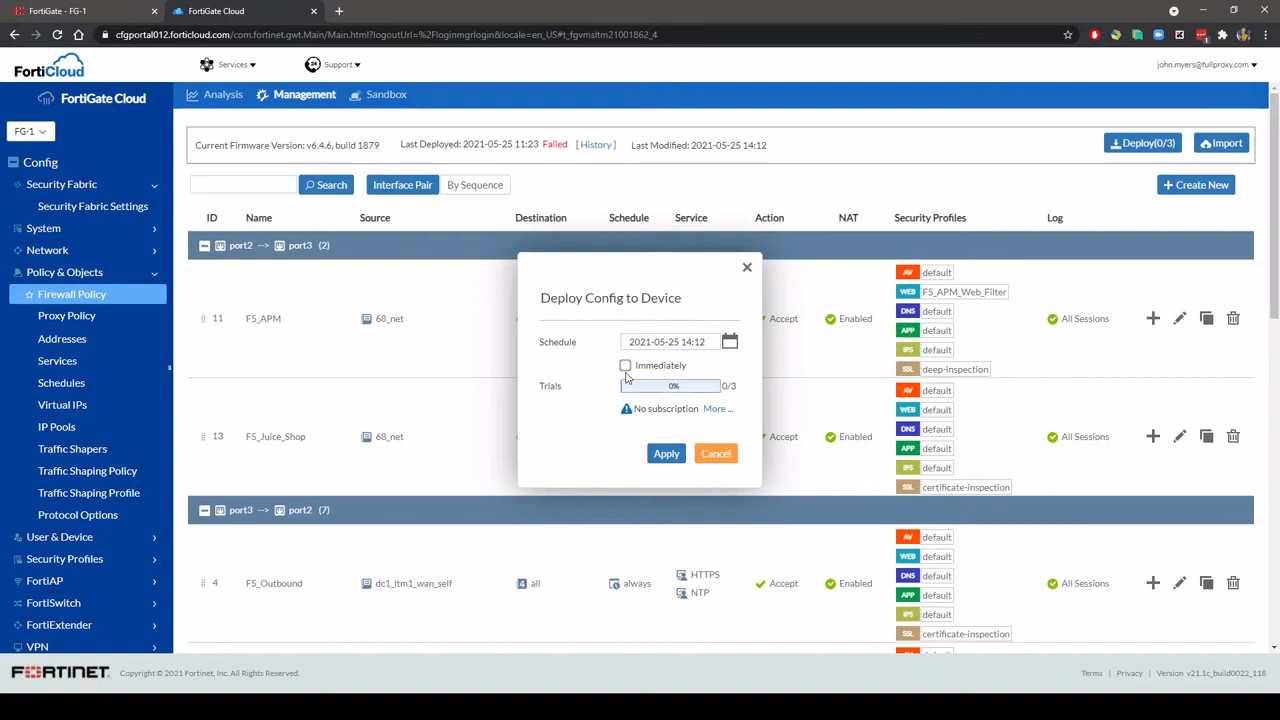 FortiGate - FG-1
FortiGate Cloud
cfgportal012.forticloud.com/com.fortinet.gwt.Main/Main.html?logoutUrl=%2Floginmgrlogin&locale=en_US#t_fgvmsltm21001862_4
FortiCloud
Services
Support
john.myers@fullproxy.com
FortiGate Cloud
Analysis
Management
Sandbox
FG-1
Config
Security Fabric
Security Fabric Settings
System
Network
Policy & Objects
Firewall Policy
Proxy Policy
Addresses
Services
Schedules
Virtual IPs
IP Pools
Traffic Shapers
Traffic Shaping Policy
Traffic Shaping Profile
Protocol Options
User & Device
Security Profiles
FortiAP
FortiSwitch
FortiExtender
VPN
Current Firmware Version: v6.4.6, build 1879
Last Deployed: 2021-05-25 11:23 Failed [ History ]
Last Modified: 2021-05-25 14:12
Deploy(0/3)
Import
Search
Interface Pair
By Sequence
Create New
ID Name Source Destination Schedule Service Action NAT Security Profiles Log
port2 --> port3 (2)
11 F5_APM 68_net Accept Enabled All Sessions
AV default
WEB F5_APM_Web_Filter
DNS default
APP default
IPS default
SSL deep-inspection
13 F5_Juice_Shop 68_net Accept Enabled All Sessions
AV default
WEB default
DNS default
APP default
IPS default
SSL certificate-inspection
port3 --> port2 (7)
4 F5_Outbound dc1_ltm1_wan_self all always
HTTPS
NTP
Accept Enabled All Sessions
AV default
WEB default
DNS default
APP default
IPS default
SSL certificate-inspection
Deploy Config to Device
Schedule 2021-05-25 14:12
Immediately
Trials 0% 0/3
No subscription More ...
Apply
Cancel
FORTINET
Copyright © 2021 Fortinet, Inc. All Rights Reserved.
Terms | Privacy | Version v21.1c_build0022_118